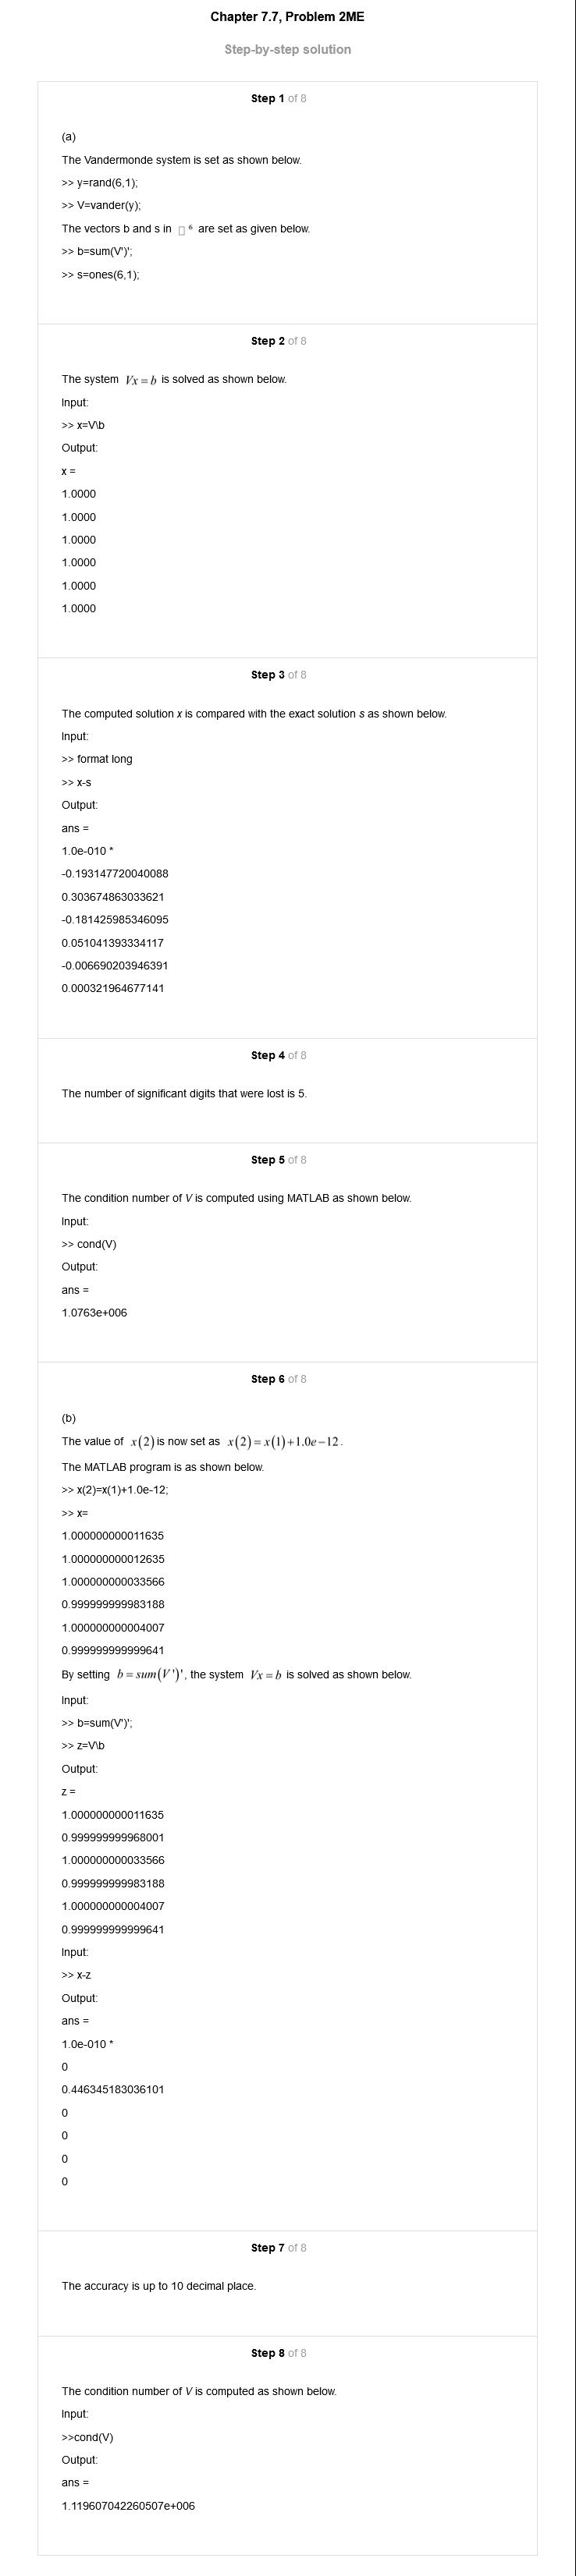 Chapter 7.7, Problem 2ME
Step-by-step solution
Step 1 of 8
(a)
The Vandermonde system is set as shown below.
>> y=rand(6,1);
>> V=vander(y);
The vectors b and s in □ 6 are set as given below.
>> b=sum(V')';
>> s=ones(6,1);
Step 2 of 8
The system Vx = b is solved as shown below.
Input:
>> x=V\b
Output:
x =
1.0000
1.0000
1.0000
1.0000
1.0000
1.0000
Step 3 of 8
The computed solution x is compared with the exact solution s as shown below.
Input:
>> format long
>> x-s
Output:
ans =
1.0e-010 *
-0.193147720040088
0.303674863033621
-0.181425985346095
0.051041393334117
-0.006690203946391
0.000321964677141
Step 4 of 8
The number of significant digits that were lost is 5.
Step 5 of 8
The condition number of V is computed using MATLAB as shown below.
Input:
>> cond(V)
Output:
ans =
1.0763e+006
Step 6 of 8
(b)
The value of x(2) is now set as x(2) = x(1)+1.0e−12.
The MATLAB program is as shown below.
>> x(2)=x(1)+1.0e-12;
>> x=
1.000000000011635
1.000000000012635
1.000000000033566
0.999999999983188
1.000000000004007
0.999999999999641
By setting b = sum(V')', the system Vx = b is solved as shown below.
Input:
>> b=sum(V')';
>> z=V\b
Output:
z =
1.000000000011635
0.999999999968001
1.000000000033566
0.999999999983188
1.000000000004007
0.999999999999641
Input:
>> x-z
Output:
ans =
1.0e-010 *
0
0.446345183036101
0
0
0
0
Step 7 of 8
The accuracy is up to 10 decimal place.
Step 8 of 8
The condition number of V is computed as shown below.
Input:
>>cond(V)
Output:
ans =
1.119607042260507e+006